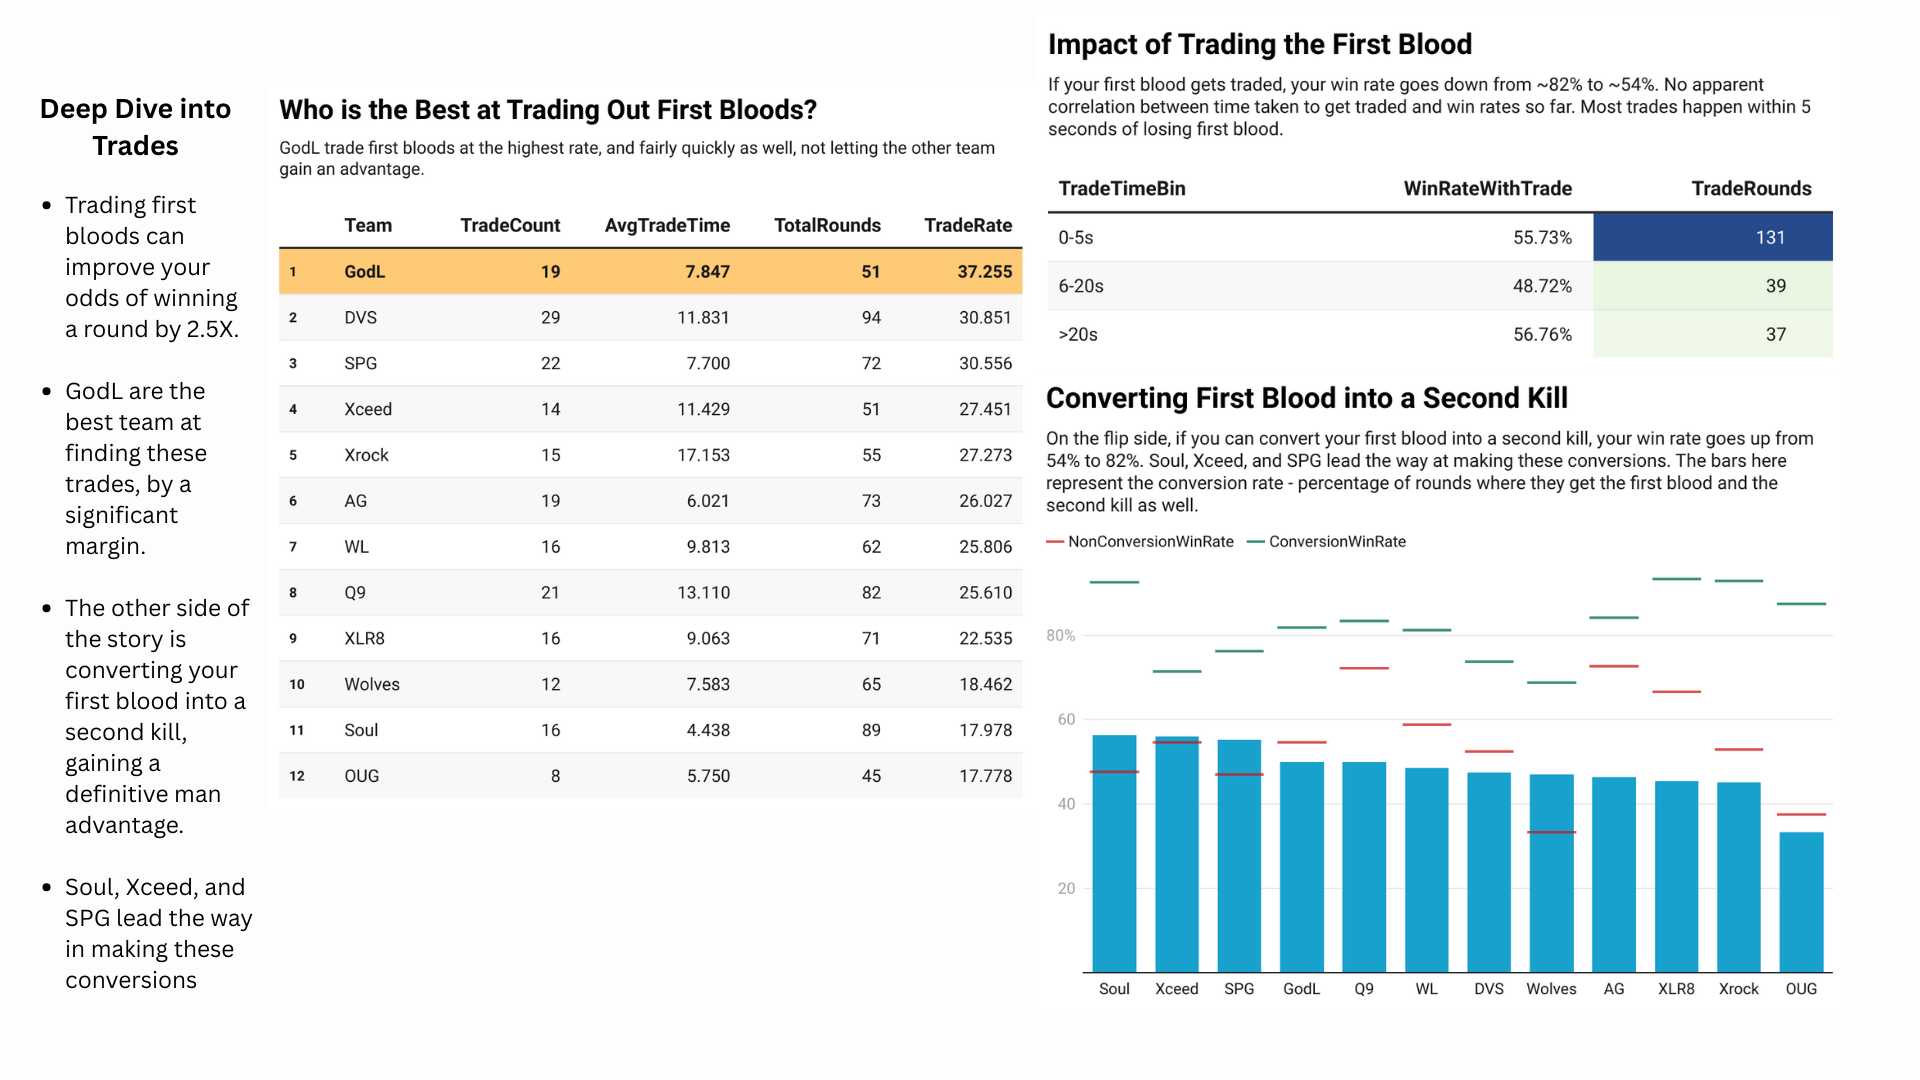 Deep Dive into
Trades
• Trading first
bloods can
improve your
odds of winning
a round by 2.5X.
• GodL are the
best team at
finding these
trades, by a
significant
margin.
• The other side of
the story is
converting your
first blood into a
second kill,
gaining a
definitive man
advantage.
• Soul, Xceed, and
SPG lead the way
in making these
conversions
Who is the Best at Trading Out First Bloods?
GodL trade first bloods at the highest rate, and fairly quickly as well, not letting the other team
gain an advantage.
Team TradeCount AvgTradeTime TotalRounds TradeRate
1 GodL 19 7.847 51 37.255
2 DVS 29 11.831 94 30.851
3 SPG 22 7.700 72 30.556
4 Xceed 14 11.429 51 27.451
5 Xrock 15 17.153 55 27.273
6 AG 19 6.021 73 26.027
7 WL 16 9.813 62 25.806
8 Q9 21 13.110 82 25.610
9 XLR8 16 9.063 71 22.535
10 Wolves 12 7.583 65 18.462
11 Soul 16 4.438 89 17.978
12 OUG 8 5.750 45 17.778
Impact of Trading the First Blood
If your first blood gets traded, your win rate goes down from ~82% to ~54%. No apparent
correlation between time taken to get traded and win rates so far. Most trades happen within 5
seconds of losing first blood.
TradeTimeBin WinRateWithTrade TradeRounds
0-5s 55.73% 131
6-20s 48.72% 39
>20s 56.76% 37
Converting First Blood into a Second Kill
On the flip side, if you can convert your first blood into a second kill, your win rate goes up from
54% to 82%. Soul, Xceed, and SPG lead the way at making these conversions. The bars here
represent the conversion rate - percentage of rounds where they get the first blood and the
second kill as well.
NonConversionWinRate ConversionWinRate
80%
60
40
20
Soul Xceed SPG GodL Q9 WL DVS Wolves AG XLR8 Xrock OUG